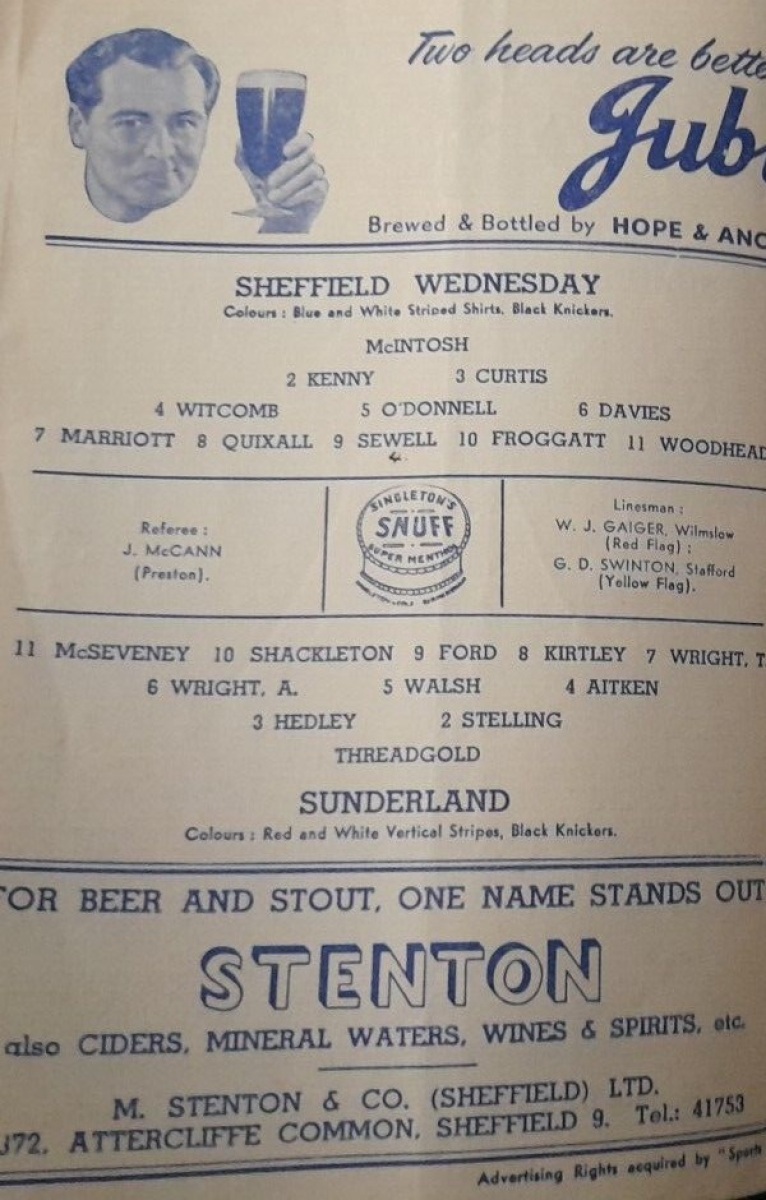 Two heads are bette
Jub
Brewed & Bottled by HOPE & ANC
SHEFFIELD WEDNESDAY
Colours : Blue and White Striped Shirts, Black Knickers.
McINTOSH
2 KENNY 3 CURTIS
4 WITCOMB 5 O'DONNELL 6 DAVIES
7 MARRIOTT 8 QUIXALL 9 SEWELL 10 FROGGATT 11 WOODHEAD
Referee :
J. McCANN
(Preston).
SINGLETON'S
SNUFF
SUPER MENTHOL
Linesman :
W. J. GAIGER, Wilmslow
(Red Flag) ;
G. D. SWINTON, Stafford
(Yellow Flag).
11 McSEVENEY 10 SHACKLETON 9 FORD 8 KIRTLEY 7 WRIGHT, T.
6 WRIGHT, A. 5 WALSH 4 AITKEN
3 HEDLEY 2 STELLING
THREADGOLD
SUNDERLAND
Colours : Red and White Vertical Stripes, Black Knickers.
FOR BEER AND STOUT, ONE NAME STANDS OUT
STENTON
also CIDERS, MINERAL WATERS, WINES & SPIRITS, etc.
M. STENTON & CO. (SHEFFIELD) LTD.
372, ATTERCLIFFE COMMON, SHEFFIELD 9. Tel.: 41753
Advertising Rights acquired by "Sports